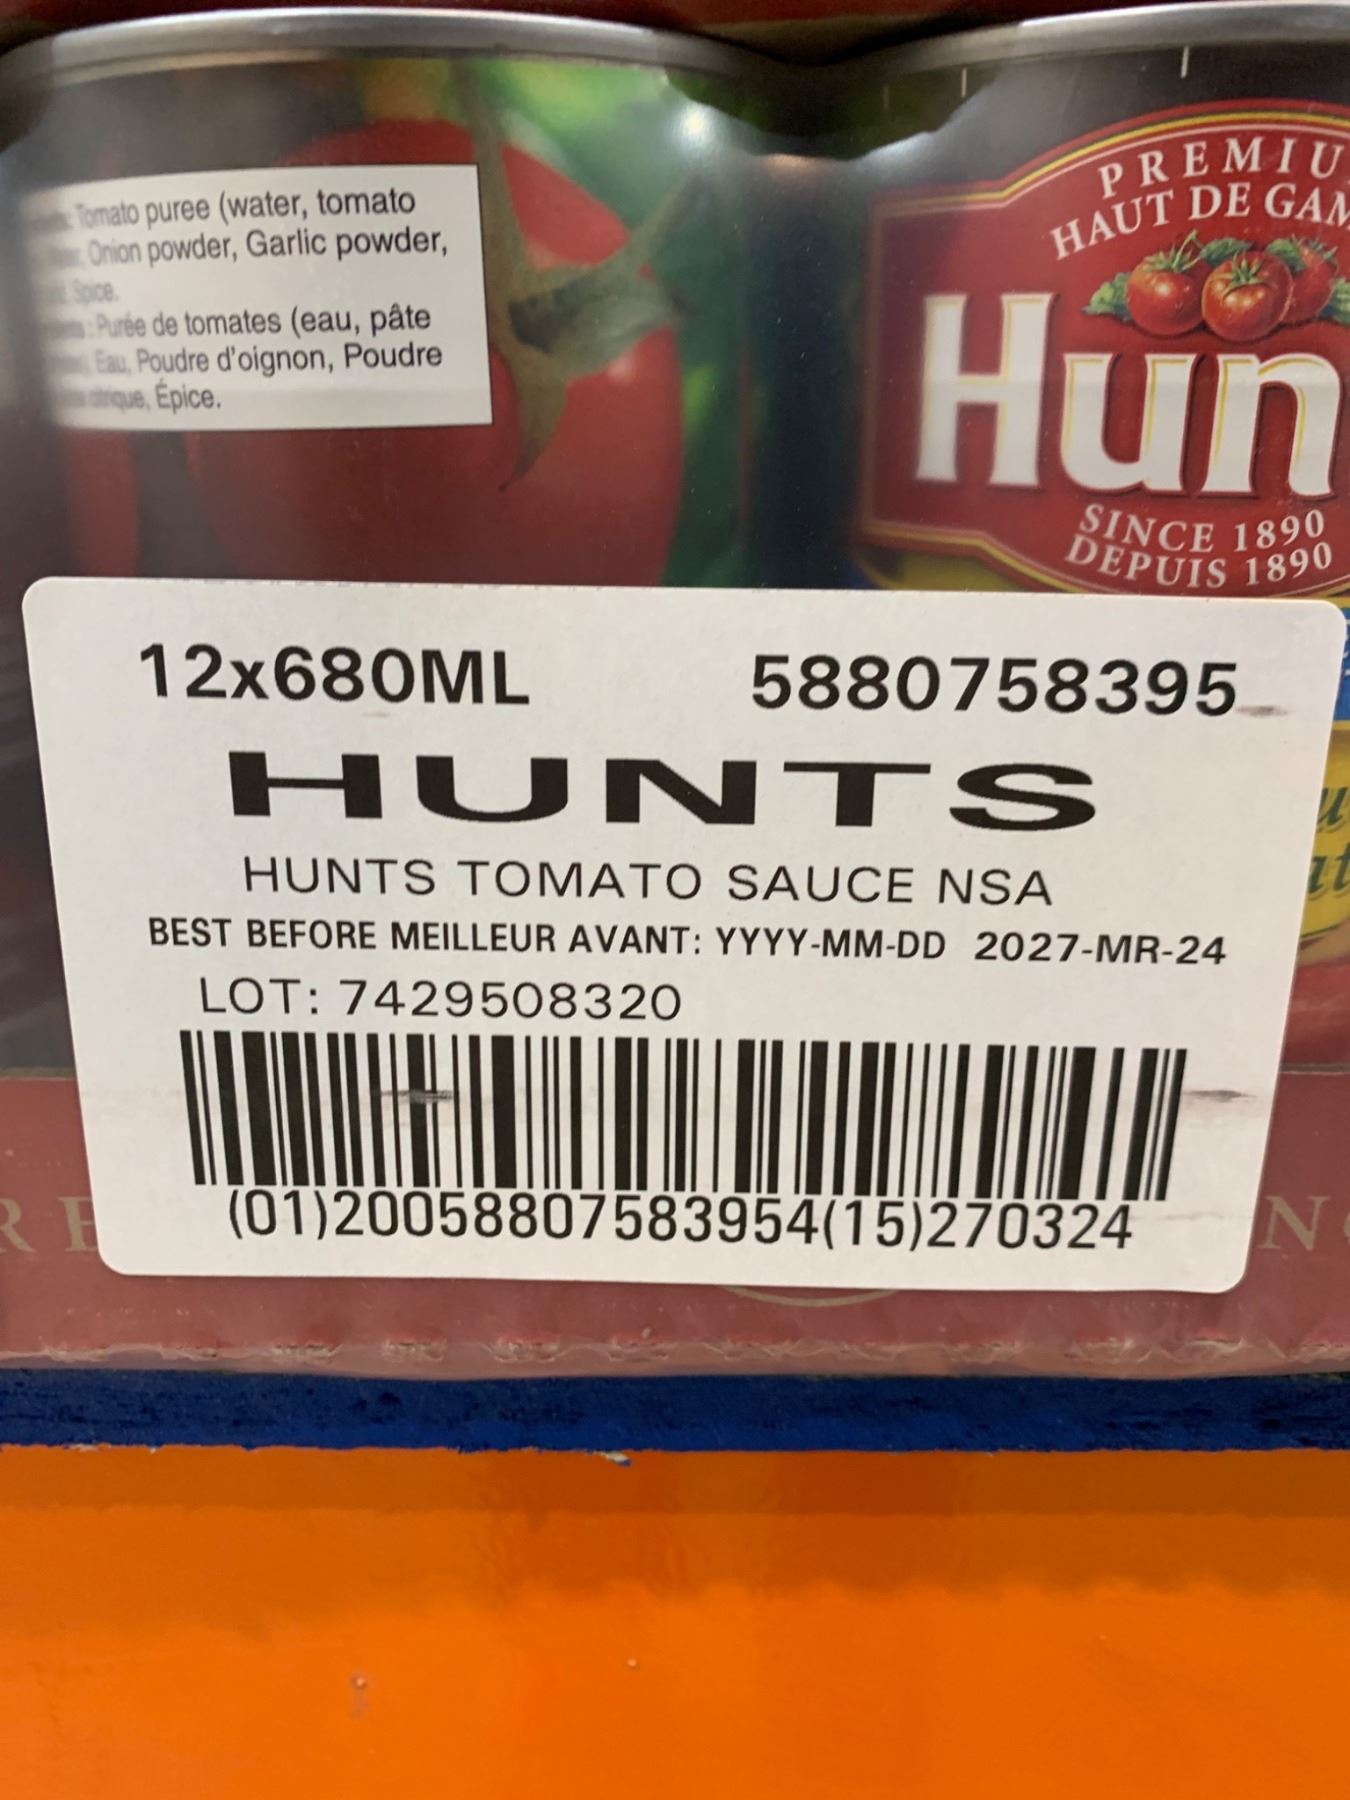 Tomato puree (water, tomato
Onion powder, Garlic powder,
Spice.
: Purée de tomates (eau, pâte
Eau, Poudre d'oignon, Poudre
citrique, Épice.
PREMIU
HAUT DE GAM
Hun
SINCE 1890
DEPUIS 1890
12x680ML 5880758395
HUNTS
HUNTS TOMATO SAUCE NSA
BEST BEFORE MEILLEUR AVANT: YYYY-MM-DD 2027-MR-24
LOT: 7429508320
(01)20058807583954(15)270324